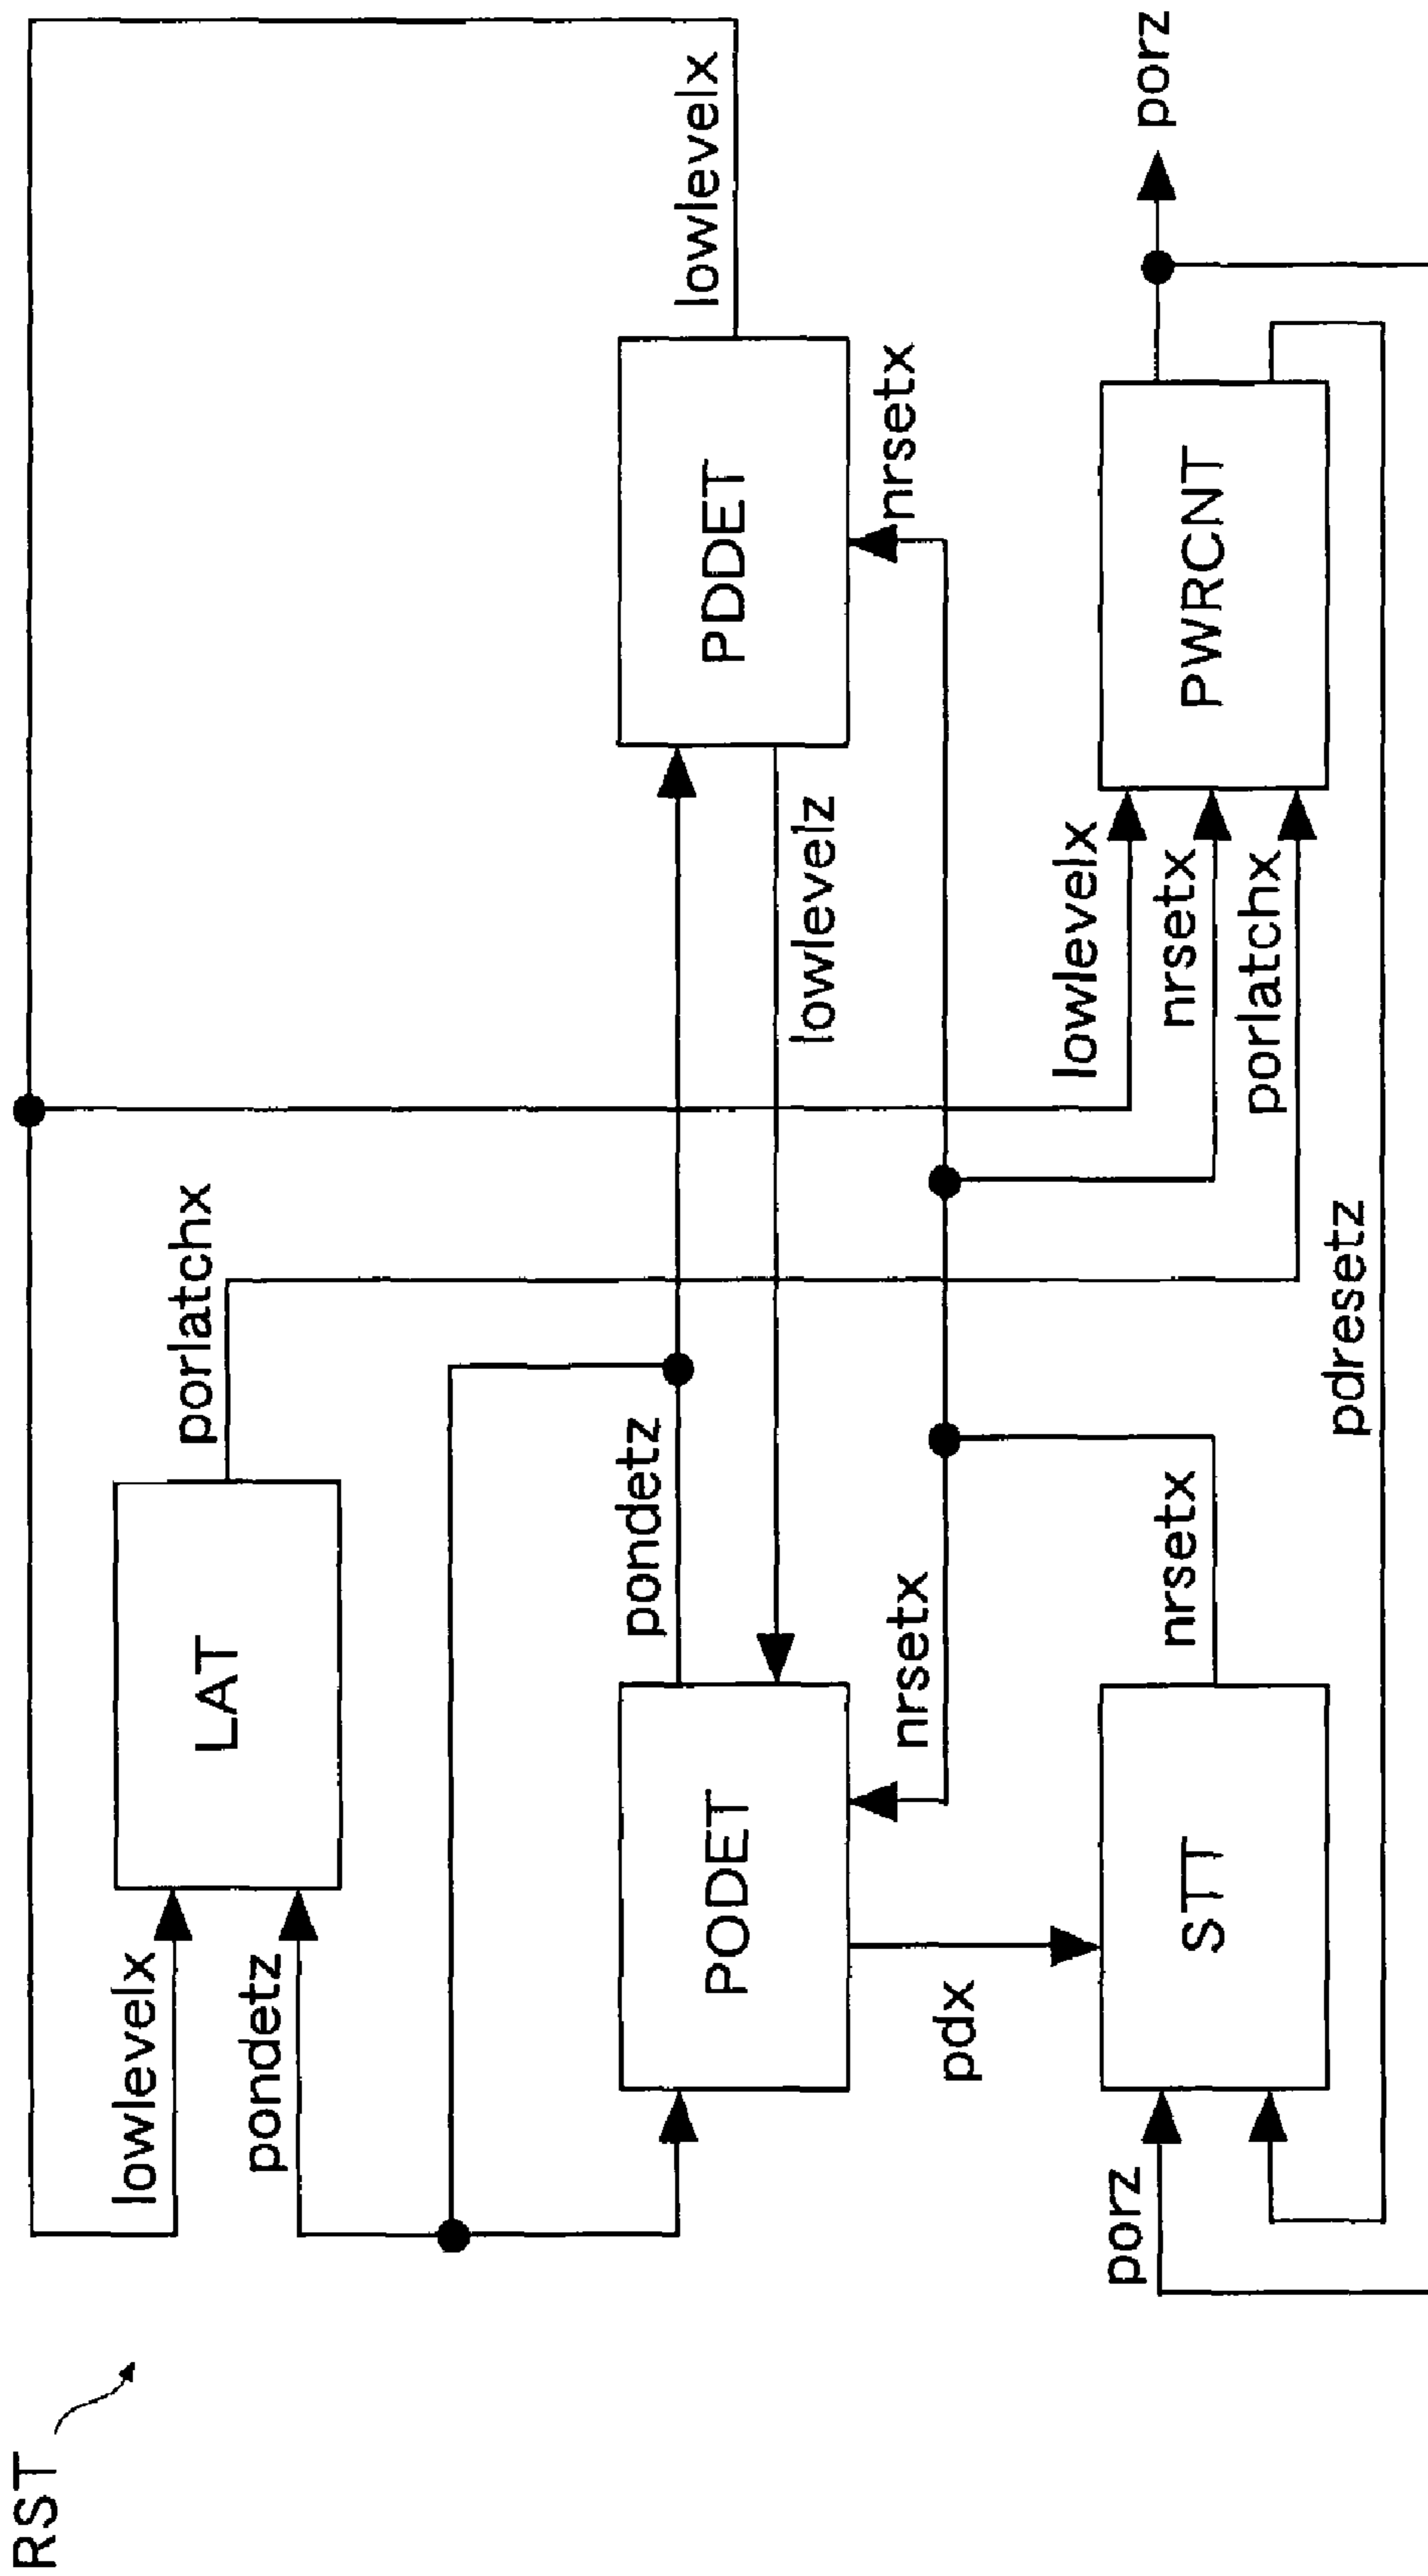 RST
lowlevelx
pondetz
LAT
porlatchx
lowlevelx
PODET
pondetz
lowlevelz
PDDET
nrsetx
nrsetx
pdx
porz
STT
nrsetx
lowlevelx
nrsetx
porlatchx
PWRCNT
porz
pdresetz